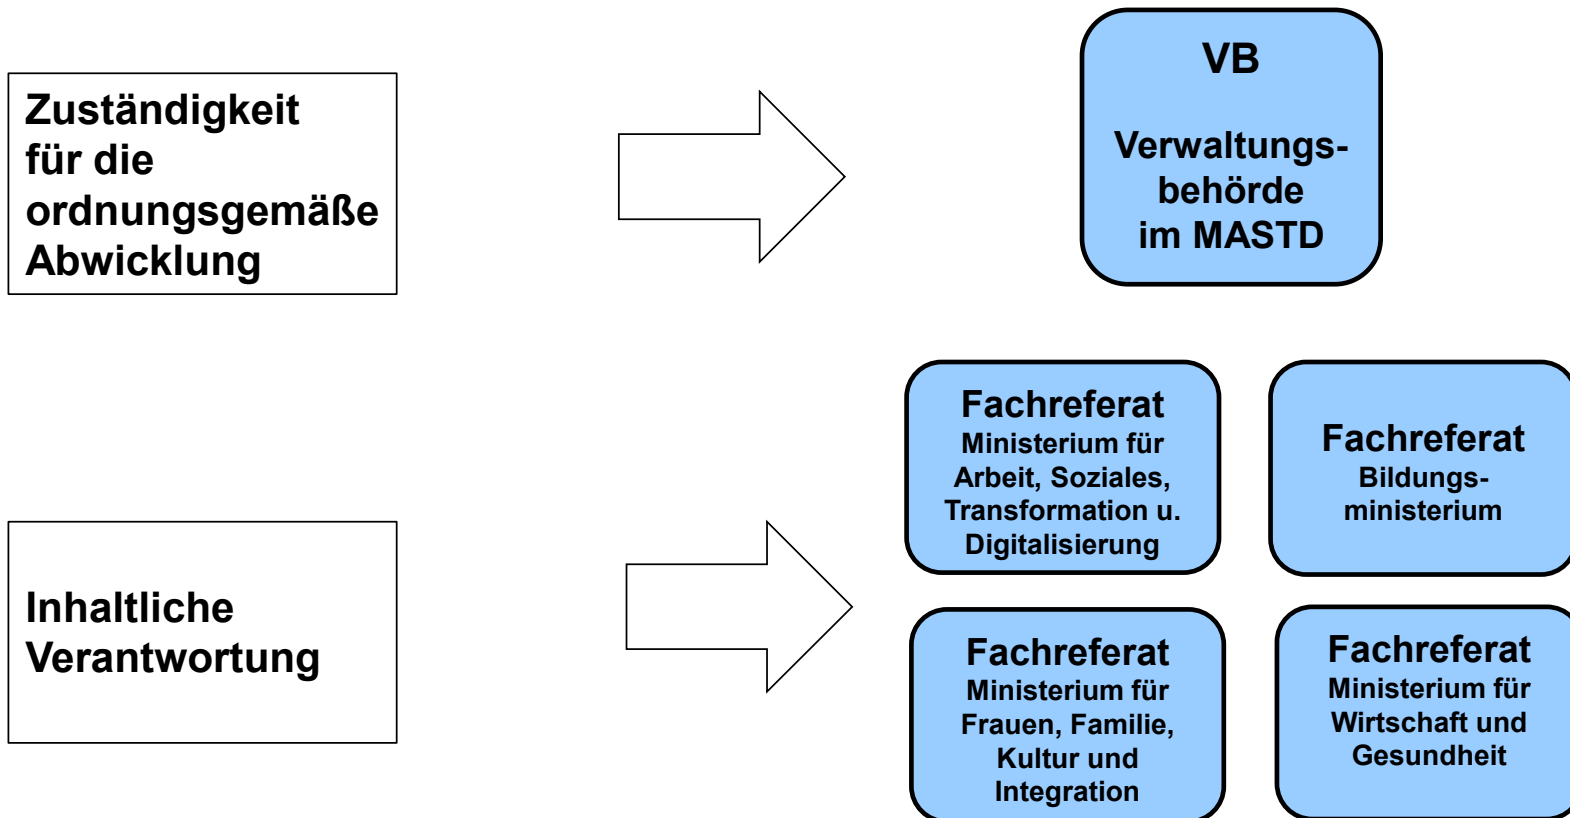 Zuständigkeit
für die
ordnungsgemäße
Abwicklung
VB
Verwaltungs-
behörde
im MASTD
Inhaltliche
Verantwortung
Fachreferat
Ministerium für
Arbeit, Soziales,
Transformation u.
Digitalisierung
Fachreferat
Bildungs-
ministerium
Fachreferat
Ministerium für
Frauen, Familie,
Kultur und
Integration
Fachreferat
Ministerium für
Wirtschaft und
Gesundheit